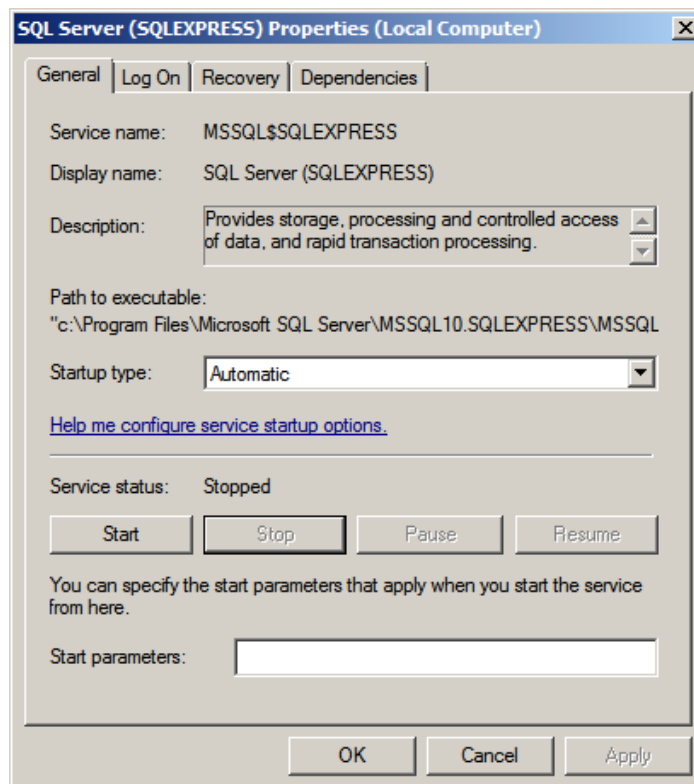 SQL Server (SQLEXPRESS) Properties (Local Computer)
General Log On Recovery Dependencies
Service name: MSSQL$SQLEXPRESS
Display name: SQL Server (SQLEXPRESS)
Description: Provides storage, processing and controlled access
of data, and rapid transaction processing.
Path to executable:
"c:\Program Files\Microsoft SQL Server\MSSQL10.SQLEXPRESS\MSSQL
Startup type: Automatic
Help me configure service startup options.
Service status: Stopped
Start Stop Pause Resume
You can specify the start parameters that apply when you start the service
from here.
Start parameters:
OK Cancel Apply